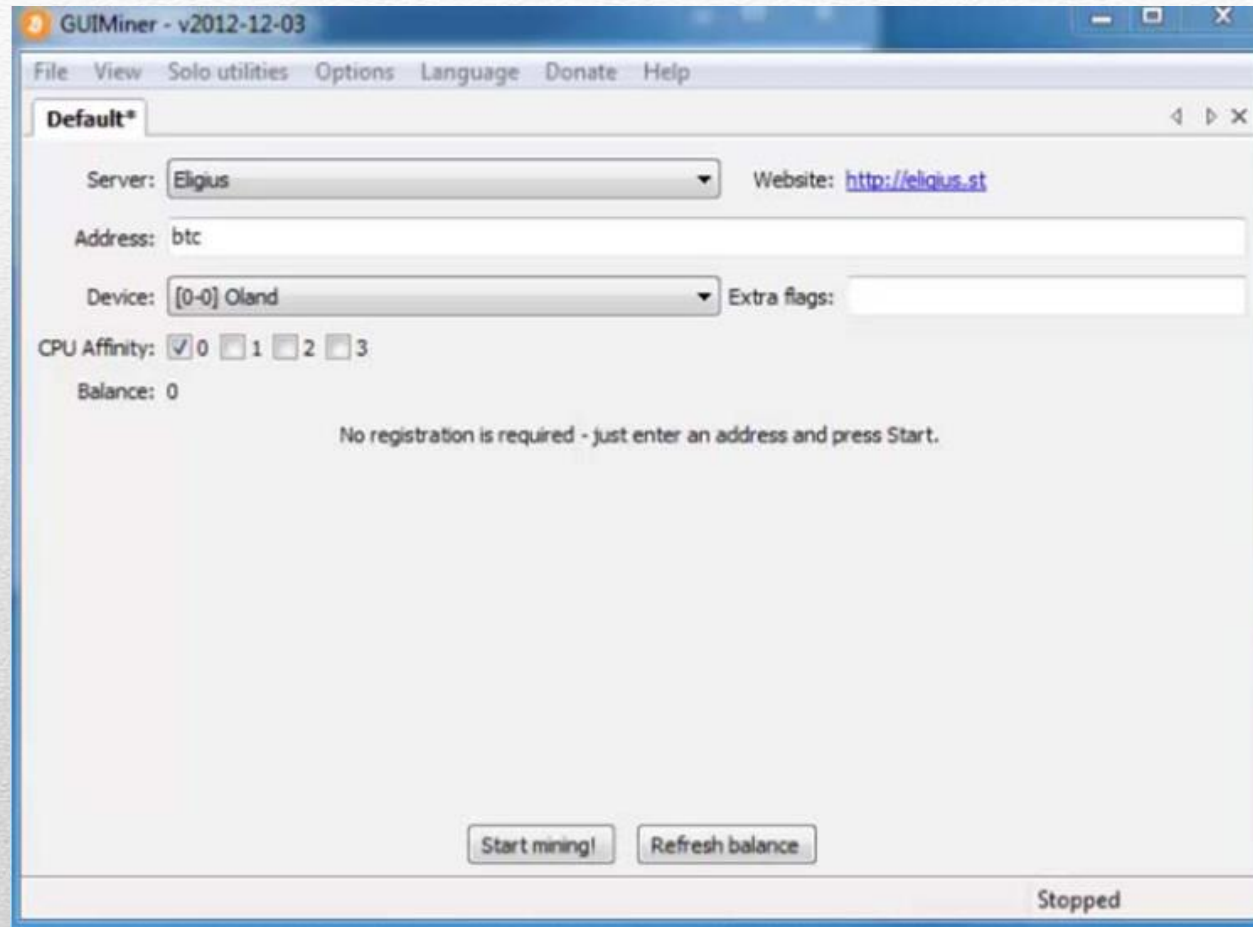 GUIMiner - v2012-12-03
File View Solo utilities Options Language Donate Help
Default*
Server: Eligius Website: http://eligius.st
Address: btc
Device: [0-0] Oland Extra flags:
CPU Affinity: 0 1 2 3
Balance: 0
No registration is required - just enter an address and press Start.
Start mining! Refresh balance
Stopped